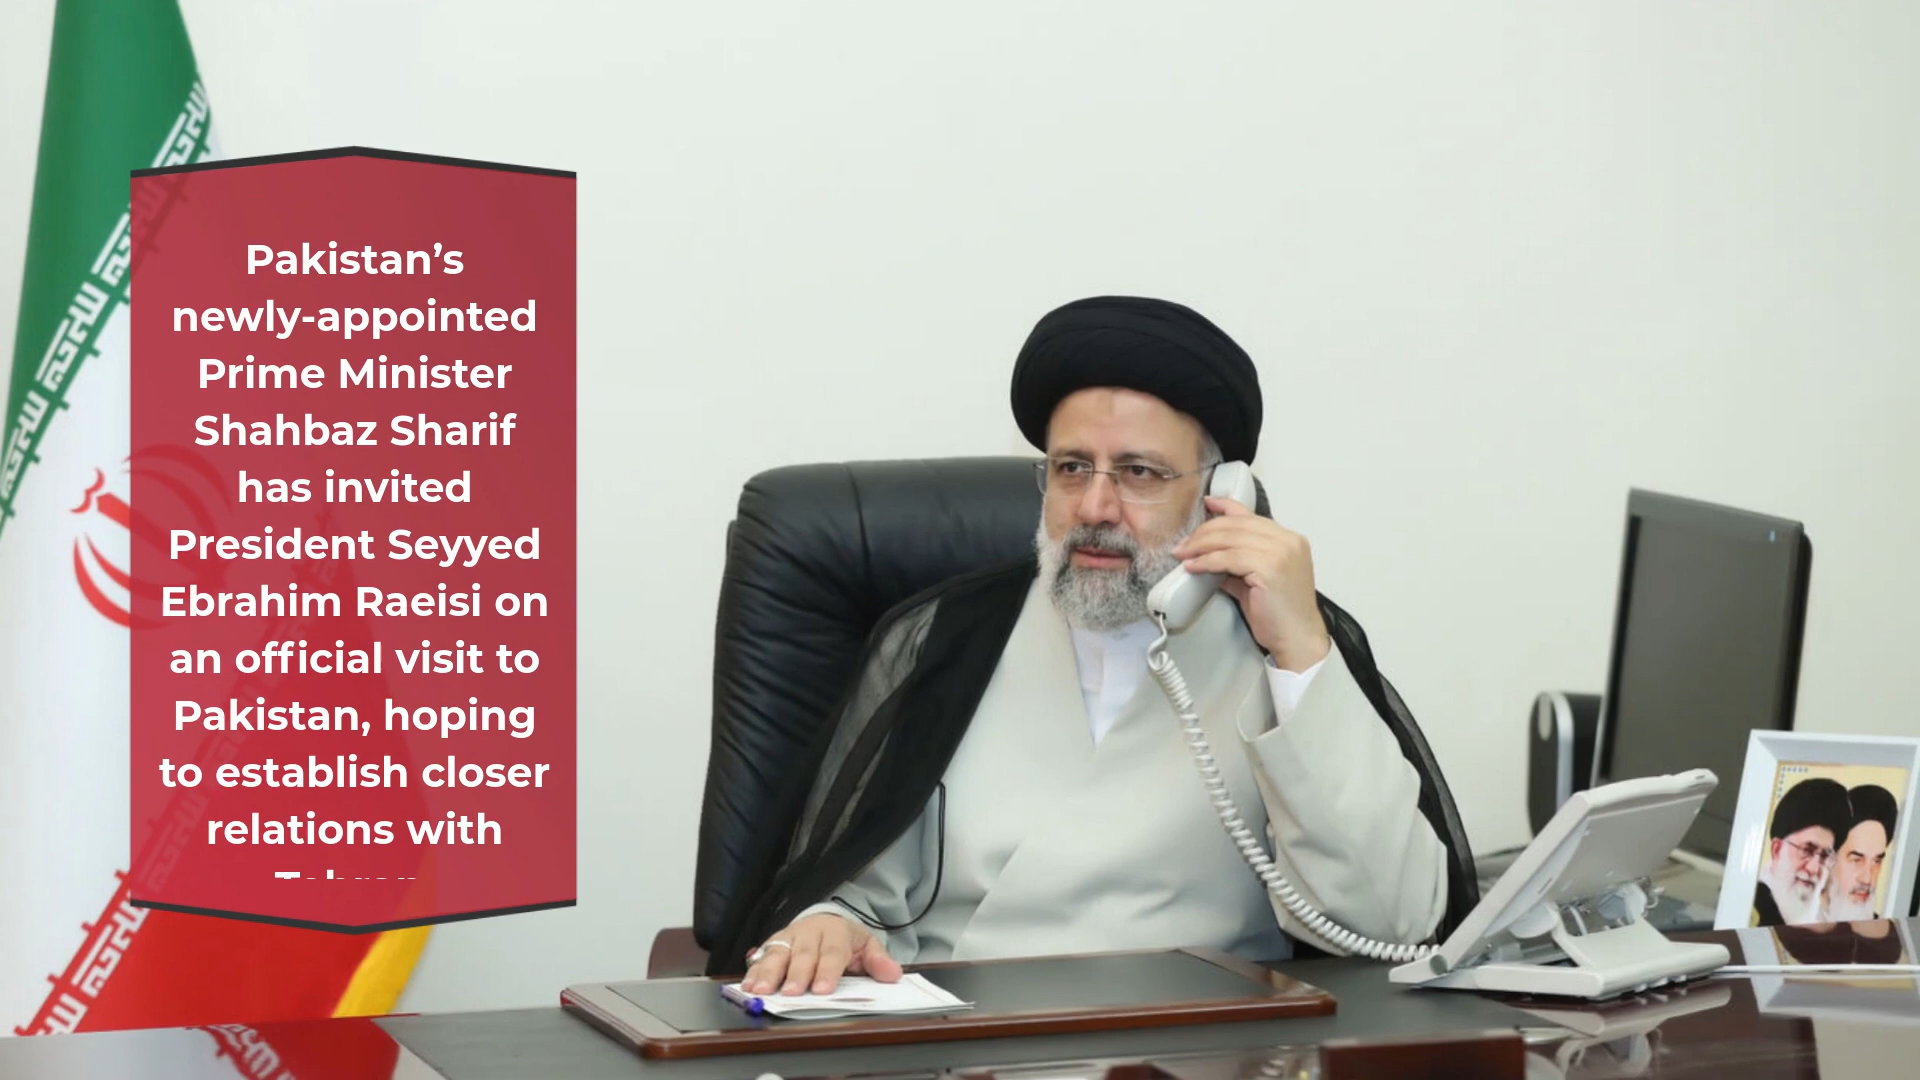 Pakistan’s
newly-appointed
Prime Minister
Shahbaz Sharif
has invited
President Seyyed
Ebrahim Raeisi on
an official visit to
Pakistan, hoping
to establish closer
relations with